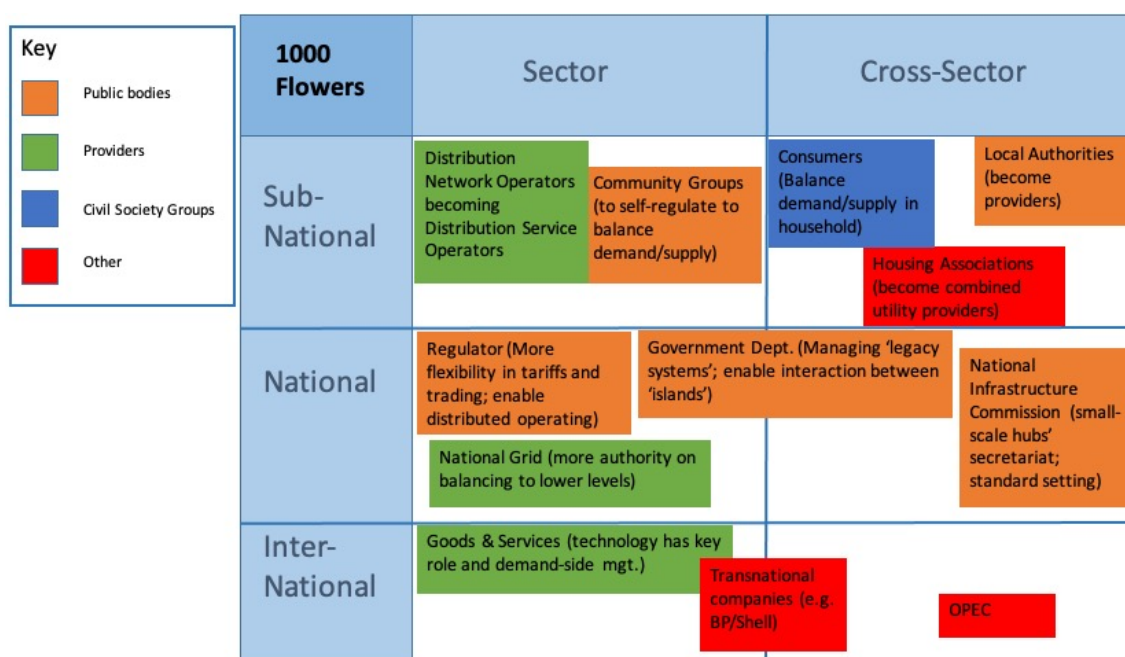 Key
Public bodies
Providers
Civil Society Groups
Other
1000
Flowers
Sector
Cross-Sector
Sub-
National
Distribution
Network Operators
becoming
Distribution Service
Operators
Community Groups
(to self-regulate to
balance
demand/supply)
Consumers
(Balance
demand/supply in
household)
Local Authorities
(become
providers)
Housing Associations
(become combined
utility providers)
National
Regulator (More
flexibility in tariffs and
trading; enable
distributed operating)
Government Dept. (Managing ‘legacy
systems’; enable interaction between
‘islands’)
National
Infrastructure
Commission (small-
scale hubs’
secretariat;
standard setting)
National Grid (more authority on
balancing to lower levels)
Inter-
National
Goods & Services (technology has key
role and demand-side mgt.)
Transnational
companies (e.g.
BP/Shell)
OPEC